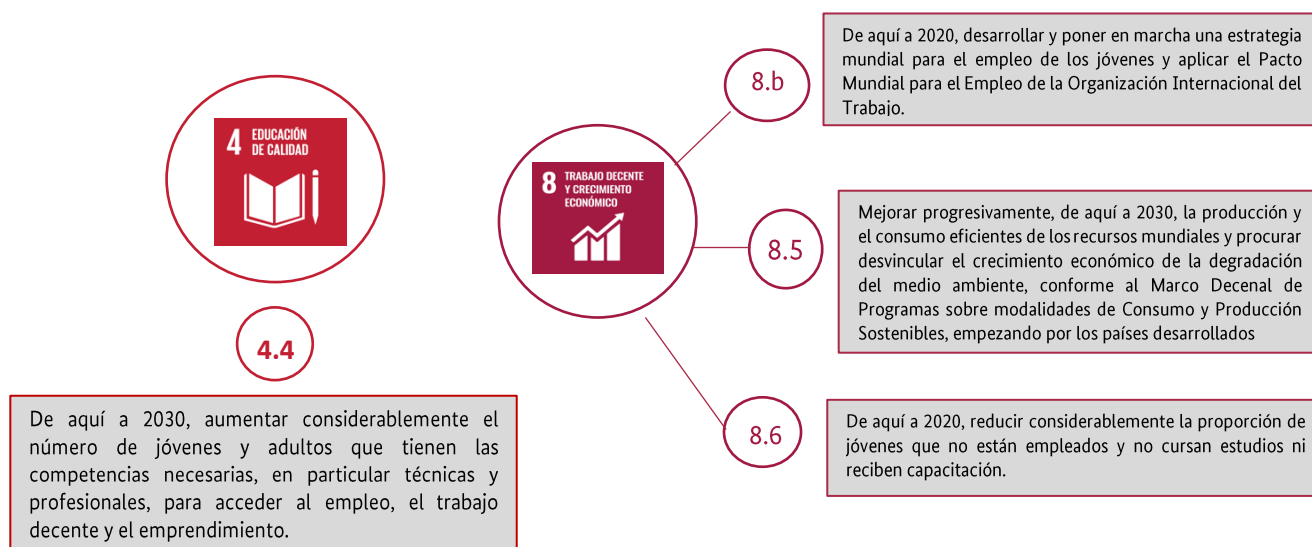 4 EDUCACIÓN
DE CALIDAD
4.4
De aquí a 2030, aumentar considerablemente el
número de jóvenes y adultos que tienen las
competencias necesarias, en particular técnicas y
profesionales, para acceder al empleo, el trabajo
decente y el emprendimiento.
8 TRABAJO DECENTE
Y CRECIMIENTO
ECONÓMICO
8.b
De aquí a 2020, desarrollar y poner en marcha una estrategia
mundial para el empleo de los jóvenes y aplicar el Pacto
Mundial para el Empleo de la Organización Internacional del
Trabajo.
8.5
Mejorar progresivamente, de aquí a 2030, la producción y
el consumo eficientes de los recursos mundiales y procurar
desvincular el crecimiento económico de la degradación
del medio ambiente, conforme al Marco Decenal de
Programas sobre modalidades de Consumo y Producción
Sostenibles, empezando por los países desarrollados
8.6
De aquí a 2020, reducir considerablemente la proporción de
jóvenes que no están empleados y no cursan estudios ni
reciben capacitación.